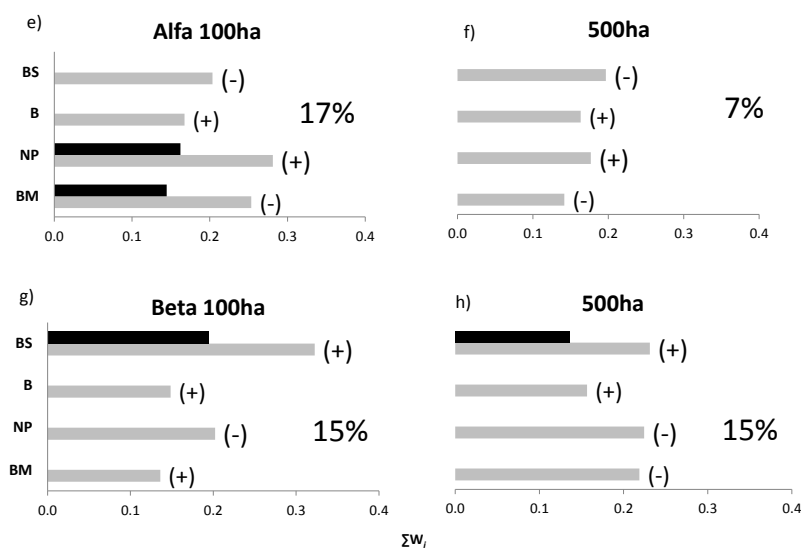 e)
Alfa 100ha
BS
(-)
B
(+)
17%
NP
(+)
BM
(-)
0.0 0.1 0.2 0.3 0.4
f)
500ha
(-)
(+)
7%
(+)
(-)
0.0 0.1 0.2 0.3 0.4
g)
Beta 100ha
BS
(+)
B
(+)
NP
(-)
15%
BM
(+)
0.0 0.1 0.2 0.3 0.4
h)
500ha
(+)
(+)
(-)
15%
(-)
0.0 0.1 0.2 0.3 0.4
∑wᵢ